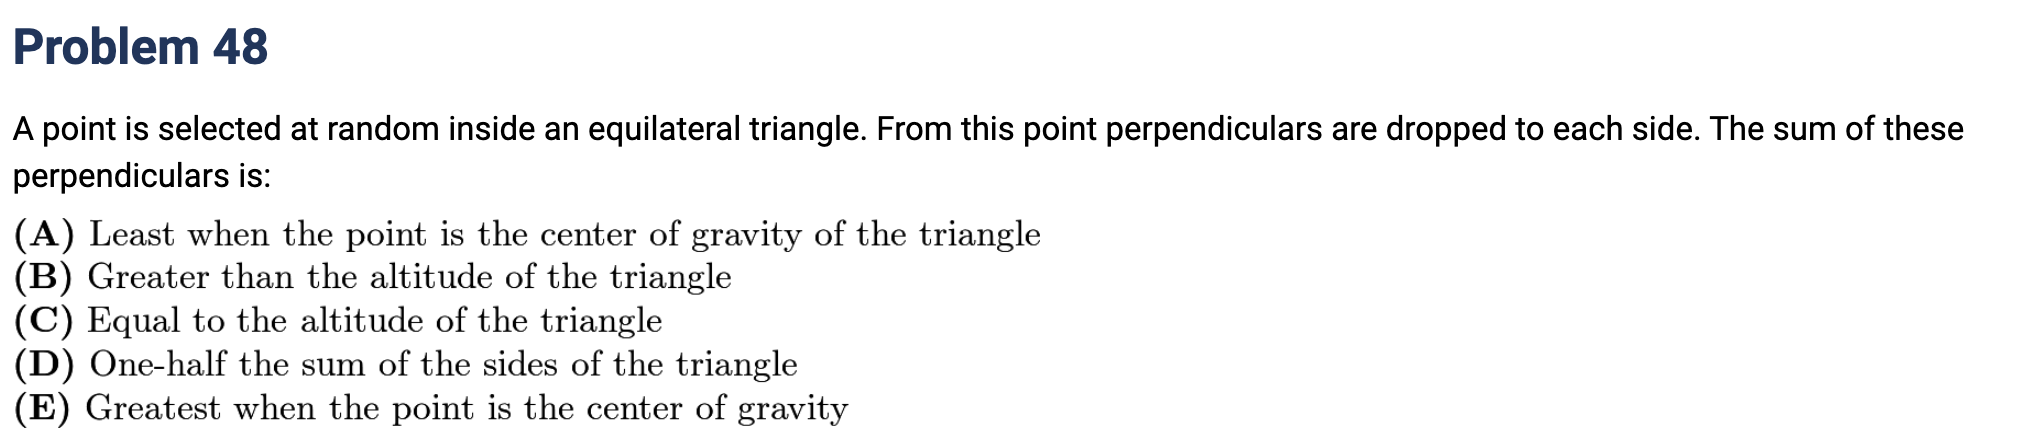 Problem 48
A point is selected at random inside an equilateral triangle. From this point perpendiculars are dropped to each side. The sum of these
perpendiculars is:
(A) Least when the point is the center of gravity of the triangle
(B) Greater than the altitude of the triangle
(C) Equal to the altitude of the triangle
(D) One-half the sum of the sides of the triangle
(E) Greatest when the point is the center of gravity